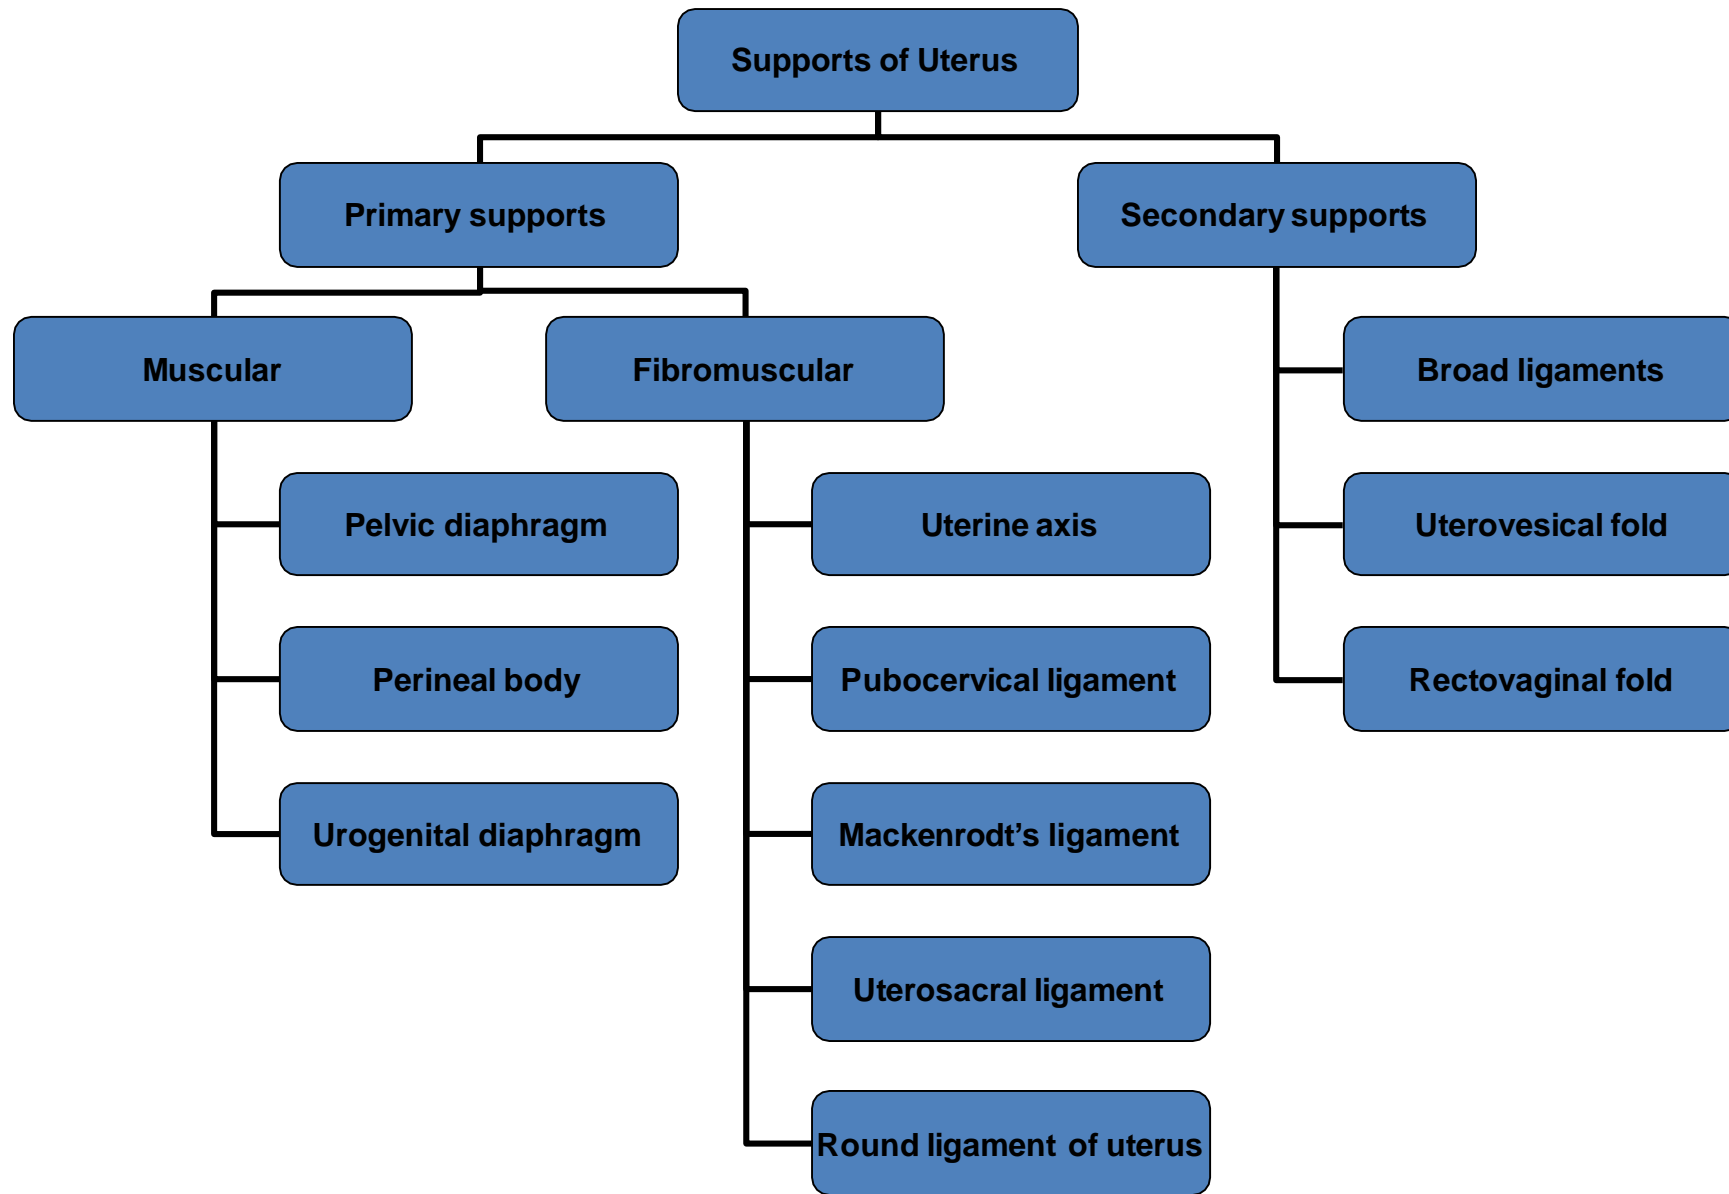 Supports of Uterus
Primary supports
Secondary supports
Muscular
Fibromuscular
Broad ligaments
Pelvic diaphragm
Uterine axis
Uterovesical fold
Perineal body
Pubocervical ligament
Rectovaginal fold
Urogenital diaphragm
Mackenrodt’s ligament
Uterosacral ligament
Round ligament of uterus